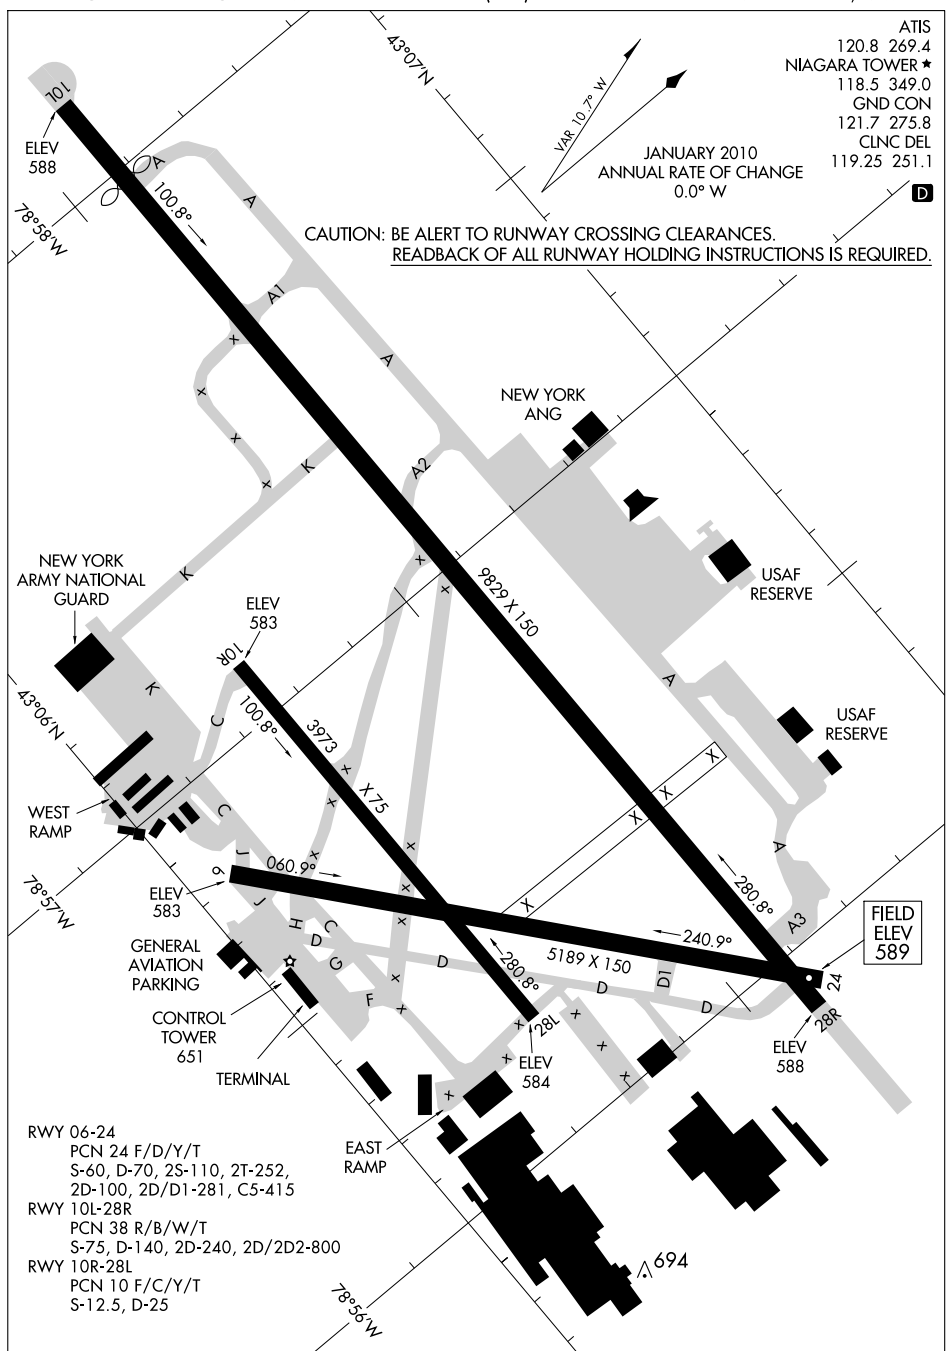 ATIS
120.8 269.4
NIAGARA TOWER ★
118.5 349.0
GND CON
121.7 275.8
CLNC DEL
119.25 251.1
D
43°07'N
VAR 10.7° W
JANUARY 2010
ANNUAL RATE OF CHANGE
0.0° W
CAUTION: BE ALERT TO RUNWAY CROSSING CLEARANCES.
READBACK OF ALL RUNWAY HOLDING INSTRUCTIONS IS REQUIRED.
10L
ELEV
588
A
100.8°
78°58'W
A
A1
A
NEW YORK
ANG
A2
K
K
9829 X 150
USAF
RESERVE
NEW YORK
ARMY NATIONAL
GUARD
ELEV
583
10R
K
A
43°06'N
C
100.8°
3973
X 75
USAF
RESERVE
WEST
RAMP
C
J
6
060.9°
A
ELEV
583
78°57'W
J
H
C
D
G
280.8°
A3
FIELD
ELEV
589
240.9°
5189 X 150
D
280.8°
D
D1
D
24
GENERAL
AVIATION
PARKING
F
28L
28R
CONTROL
TOWER
651
TERMINAL
ELEV
584
ELEV
588
EAST
RAMP
RWY 06-24
PCN 24 F/D/Y/T
S-60, D-70, 2S-110, 2T-252,
2D-100, 2D/D1-281, C5-415
RWY 10L-28R
PCN 38 R/B/W/T
S-75, D-140, 2D-240, 2D/2D2-800
RWY 10R-28L
PCN 10 F/C/Y/T
S-12.5, D-25
694
78°56'W